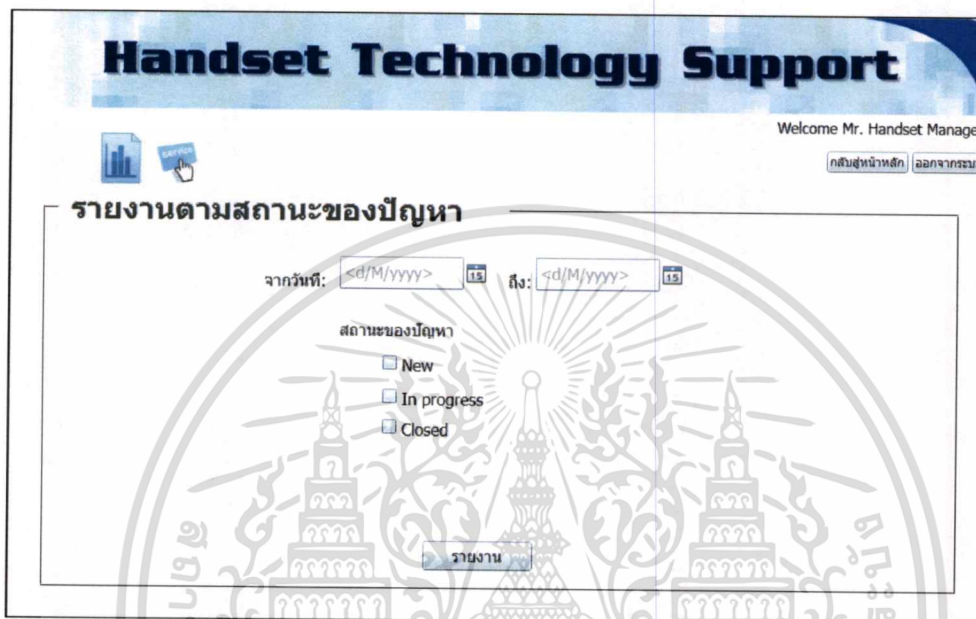 Handset Technology Support
Welcome Mr. Handset Manage
service
กลับสู่หน้าหลัก ออกจากระบบ
รายงานตามสถานะของปัญหา
จากวันที่: <d/M/yyyy> 15 ถึง: <d/M/yyyy> 15
สถานะของปัญหา
New
In progress
Closed
รายงาน